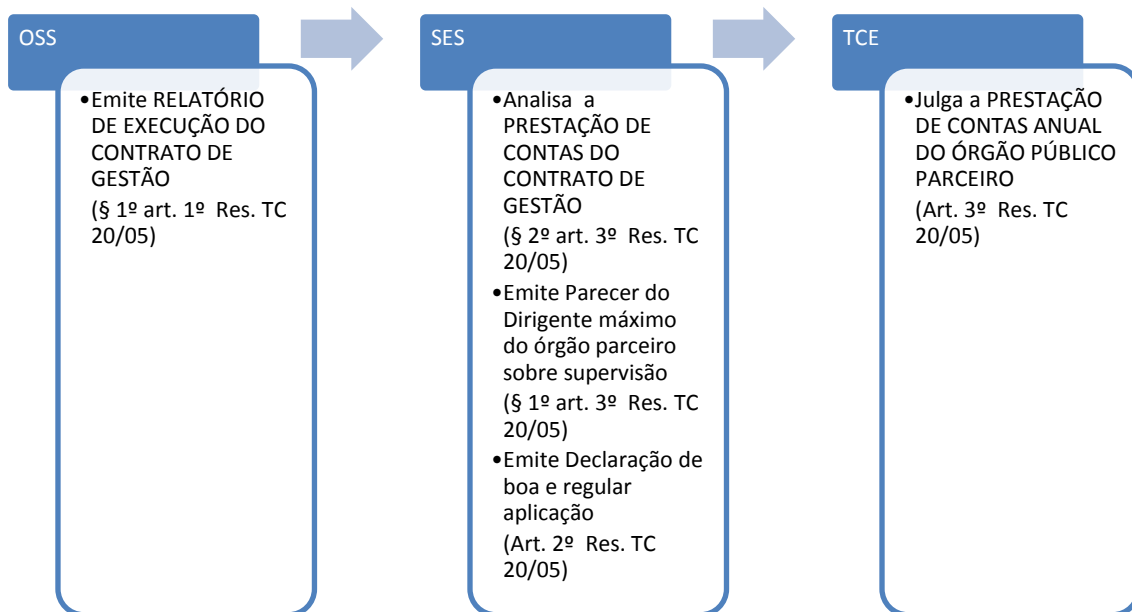 OSS
•Emite RELATÓRIO
DE EXECUÇÃO DO
CONTRATO DE
GESTÃO
(§ 1º art. 1º Res. TC
20/05)
SES
•Analisa a
PRESTAÇÃO DE
CONTAS DO
CONTRATO DE
GESTÃO
(§ 2º art. 3º Res. TC
20/05)
•Emite Parecer do
Dirigente máximo
do órgão parceiro
sobre supervisão
(§ 1º art. 3º Res. TC
20/05)
•Emite Declaração de
boa e regular
aplicação
(Art. 2º Res. TC
20/05)
TCE
•Julga a PRESTAÇÃO
DE CONTAS ANUAL
DO ÓRGÃO PÚBLICO
PARCEIRO
(Art. 3º Res. TC
20/05)